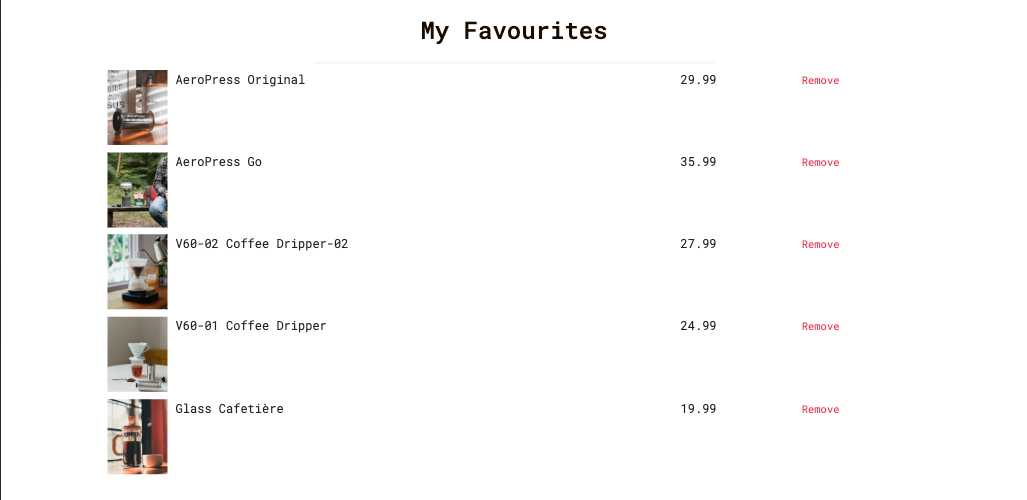 My Favourites
AeroPress Original 29.99 Remove
AeroPress Go 35.99 Remove
V60-02 Coffee Dripper-02 27.99 Remove
V60-01 Coffee Dripper 24.99 Remove
Glass Cafetière 19.99 Remove